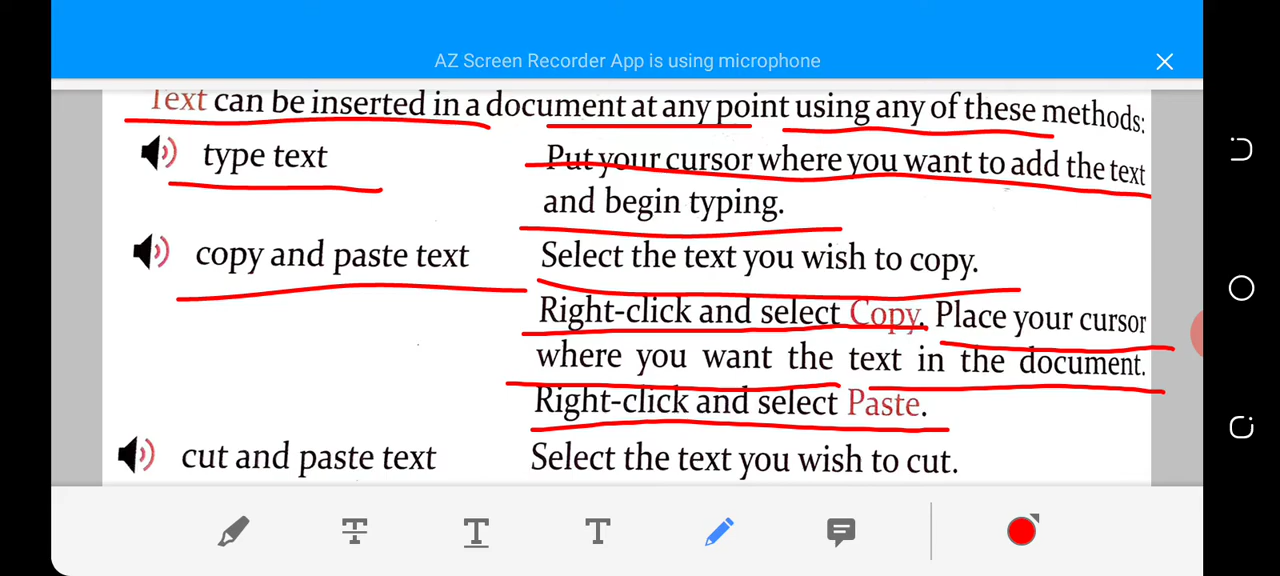 AZ Screen Recorder App is using microphone
Text can be inserted in a document at any point using any of these methods:
type text Put your cursor where you want to add the text
and begin typing.
copy and paste text Select the text you wish to copy.
Right-click and select Copy. Place your cursor
where you want the text in the document.
Right-click and select Paste.
cut and paste text Select the text you wish to cut.
T T T